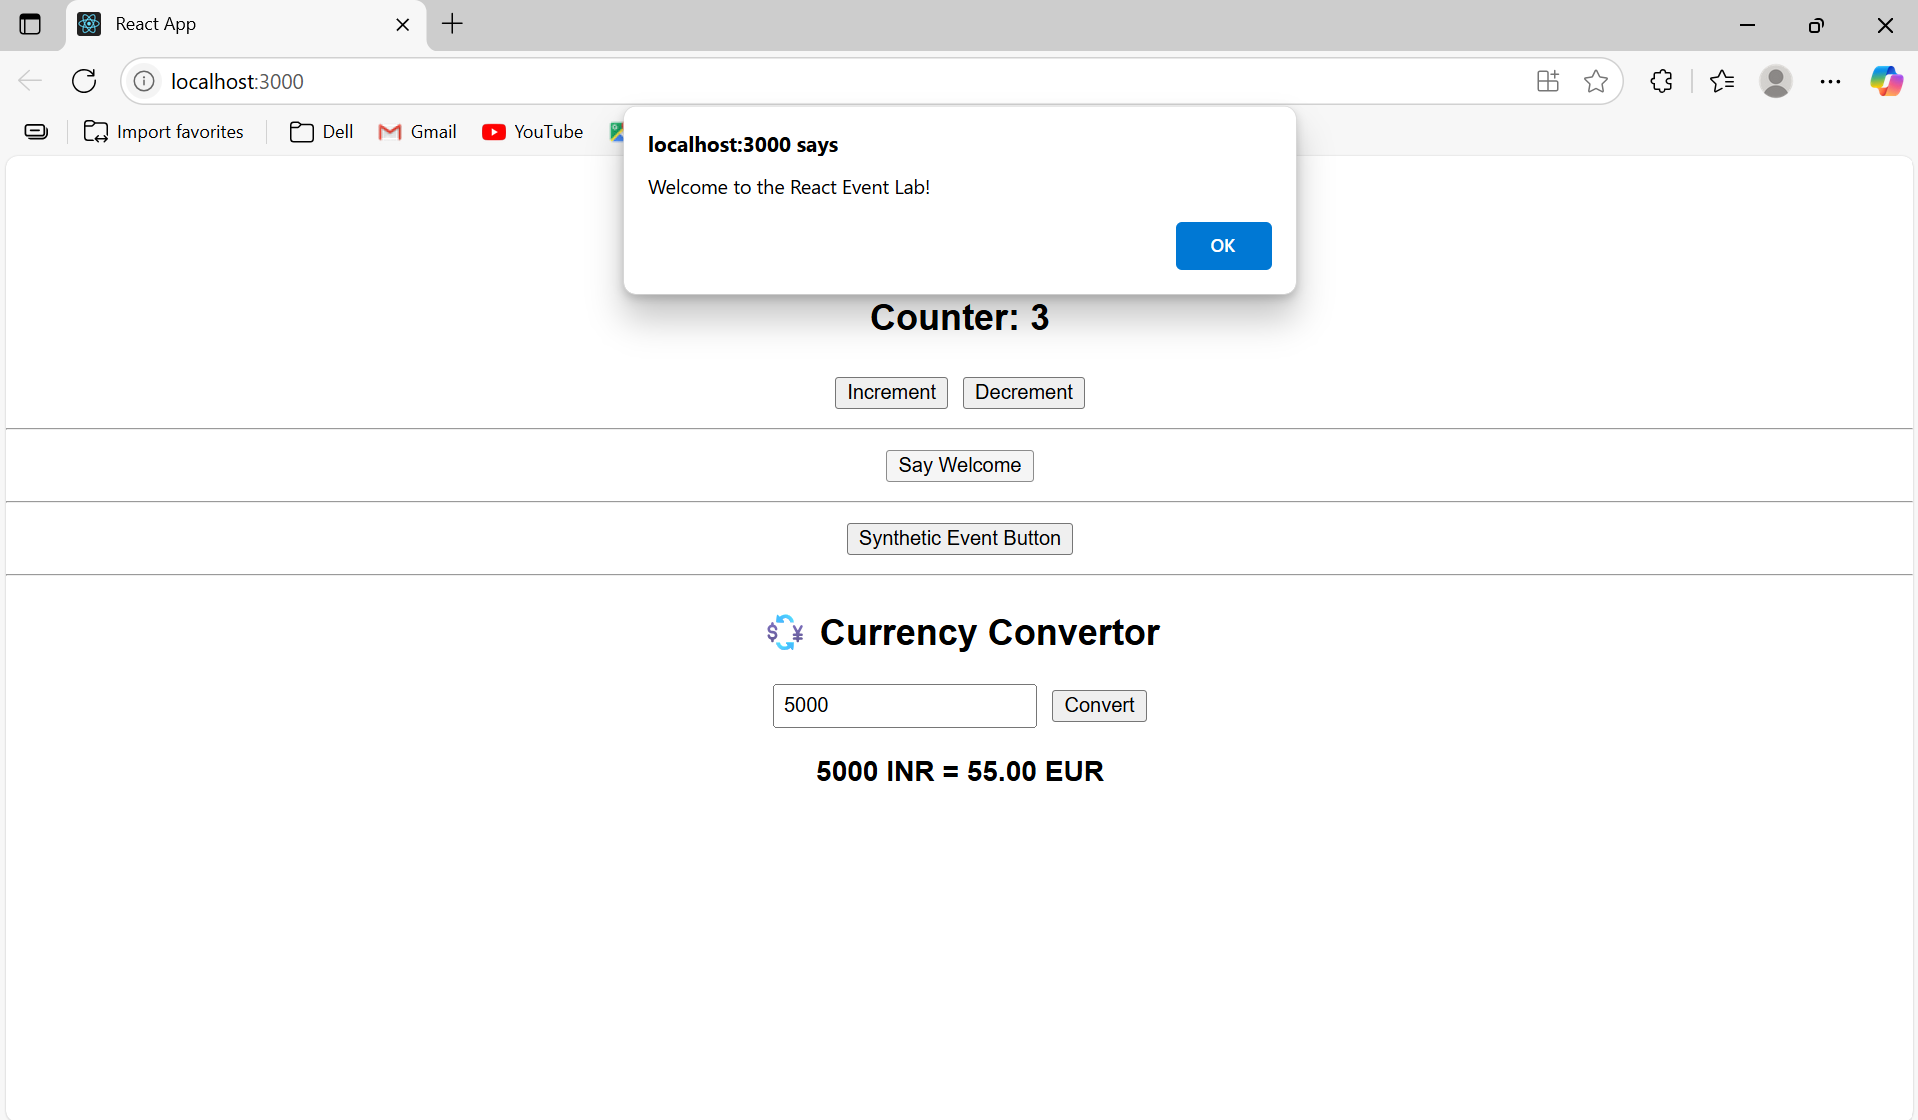 React App
localhost:3000
Import favorites Dell Gmail YouTube
localhost:3000 says
Welcome to the React Event Lab!
OK
Counter: 3
Increment Decrement
Say Welcome
Synthetic Event Button
Currency Convertor
5000 Convert
5000 INR = 55.00 EUR